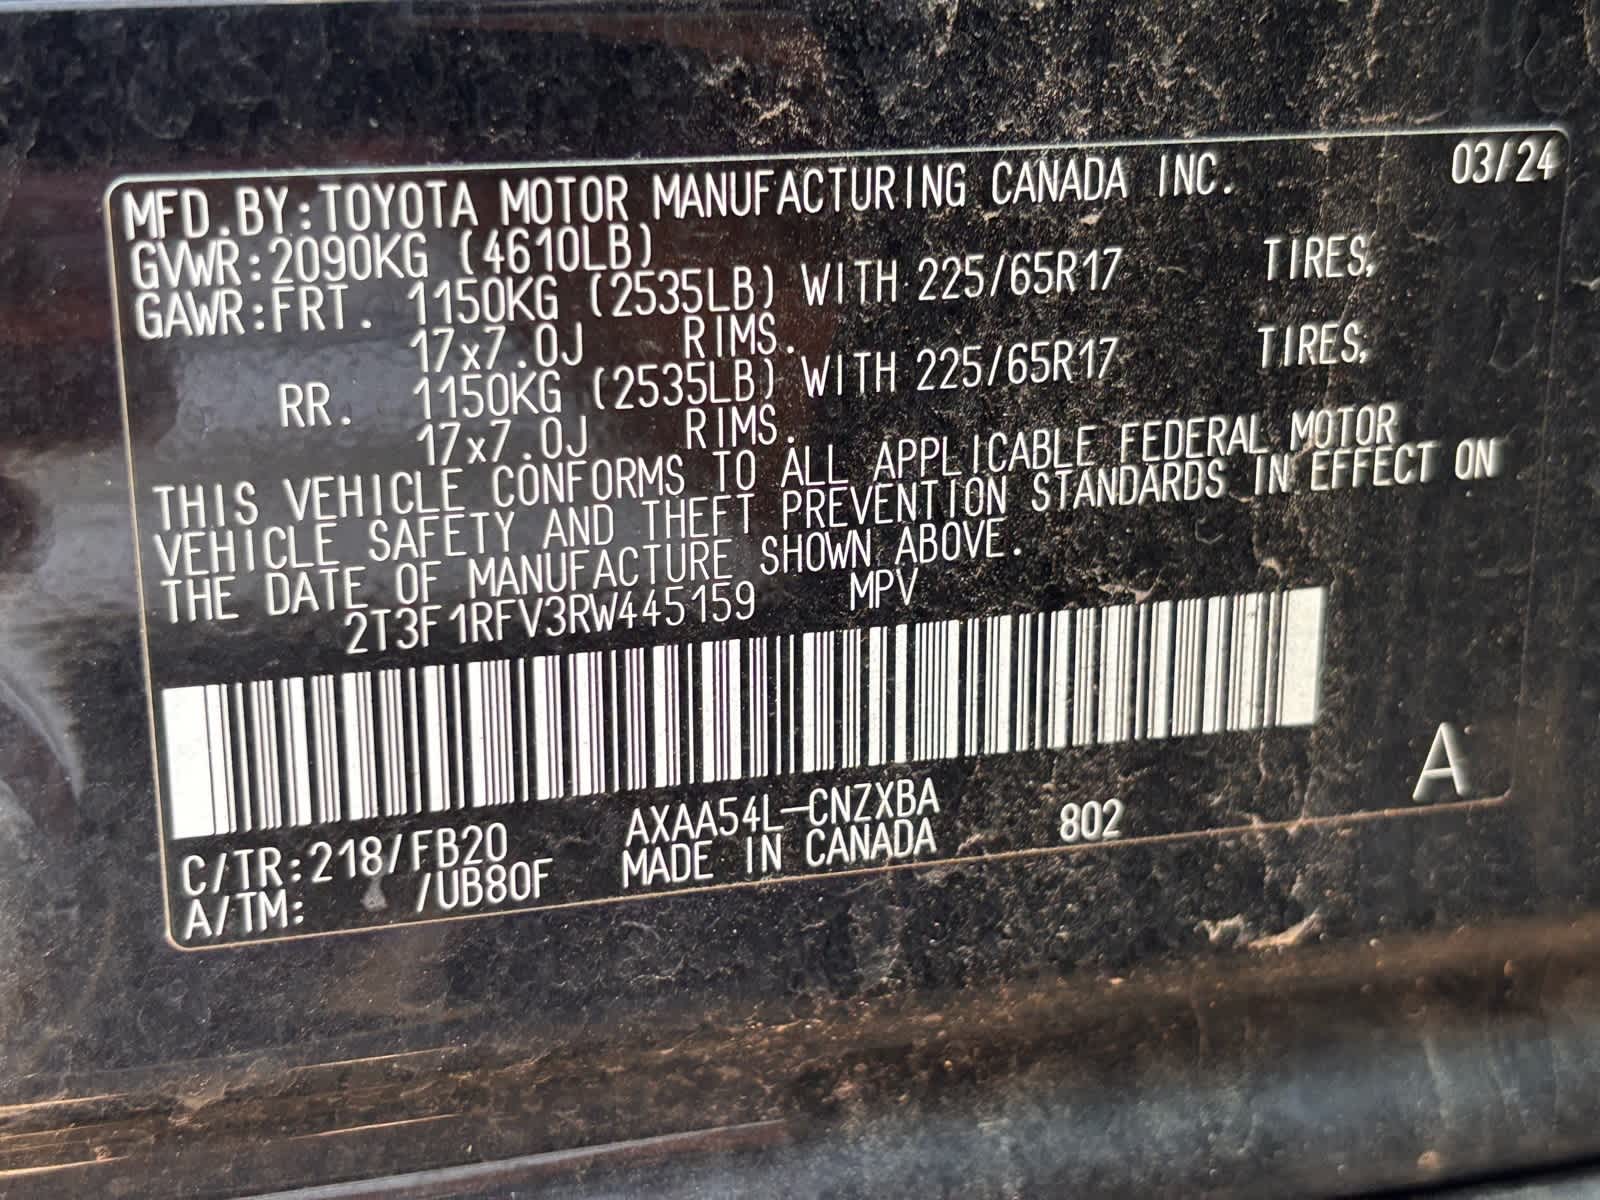 MFD.BY:TOYOTA MOTOR MANUFACTURING CANADA INC. 03/24
GVWR:2090KG (4610LB)
GAWR:FRT. 1150KG (2535LB) WITH 225/65R17 TIRES,
17x7.0J RIMS.
RR. 1150KG (2535LB) WITH 225/65R17 TIRES,
17x7.0J RIMS.
THIS VEHICLE CONFORMS TO ALL APPLICABLE FEDERAL MOTOR
VEHICLE SAFETY AND THEFT PREVENTION STANDARDS IN EFFECT ON
THE DATE OF MANUFACTURE SHOWN ABOVE.
2T3F1RFV3RW445159 MPV
C/TR:218/FB20 AXAA54L-CNZXBA 802 A
A/TM: /UB80F MADE IN CANADA